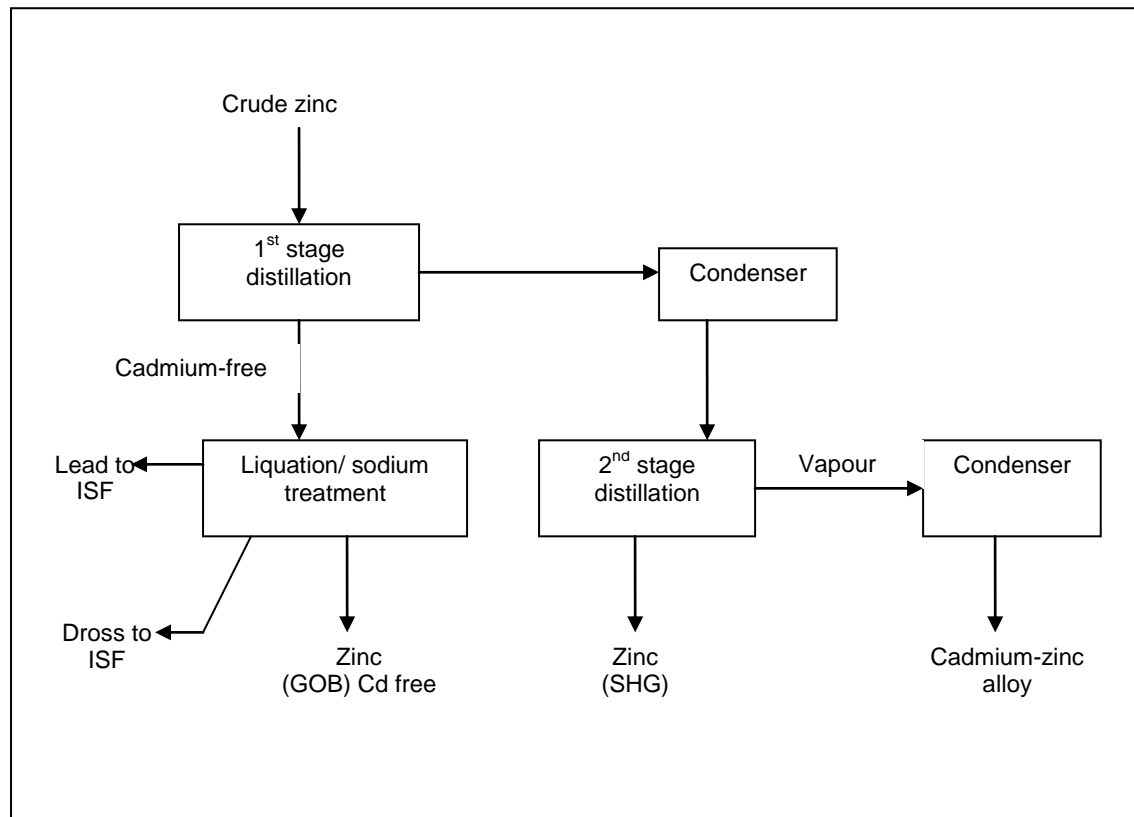 Crude zinc
1st stage
distillation
Condenser
Cadmium-free
Lead to
ISF
Liquation/ sodium
treatment
2nd stage
distillation
Vapour
Condenser
Dross to
ISF
Zinc
(GOB) Cd free
Zinc
(SHG)
Cadmium-zinc
alloy